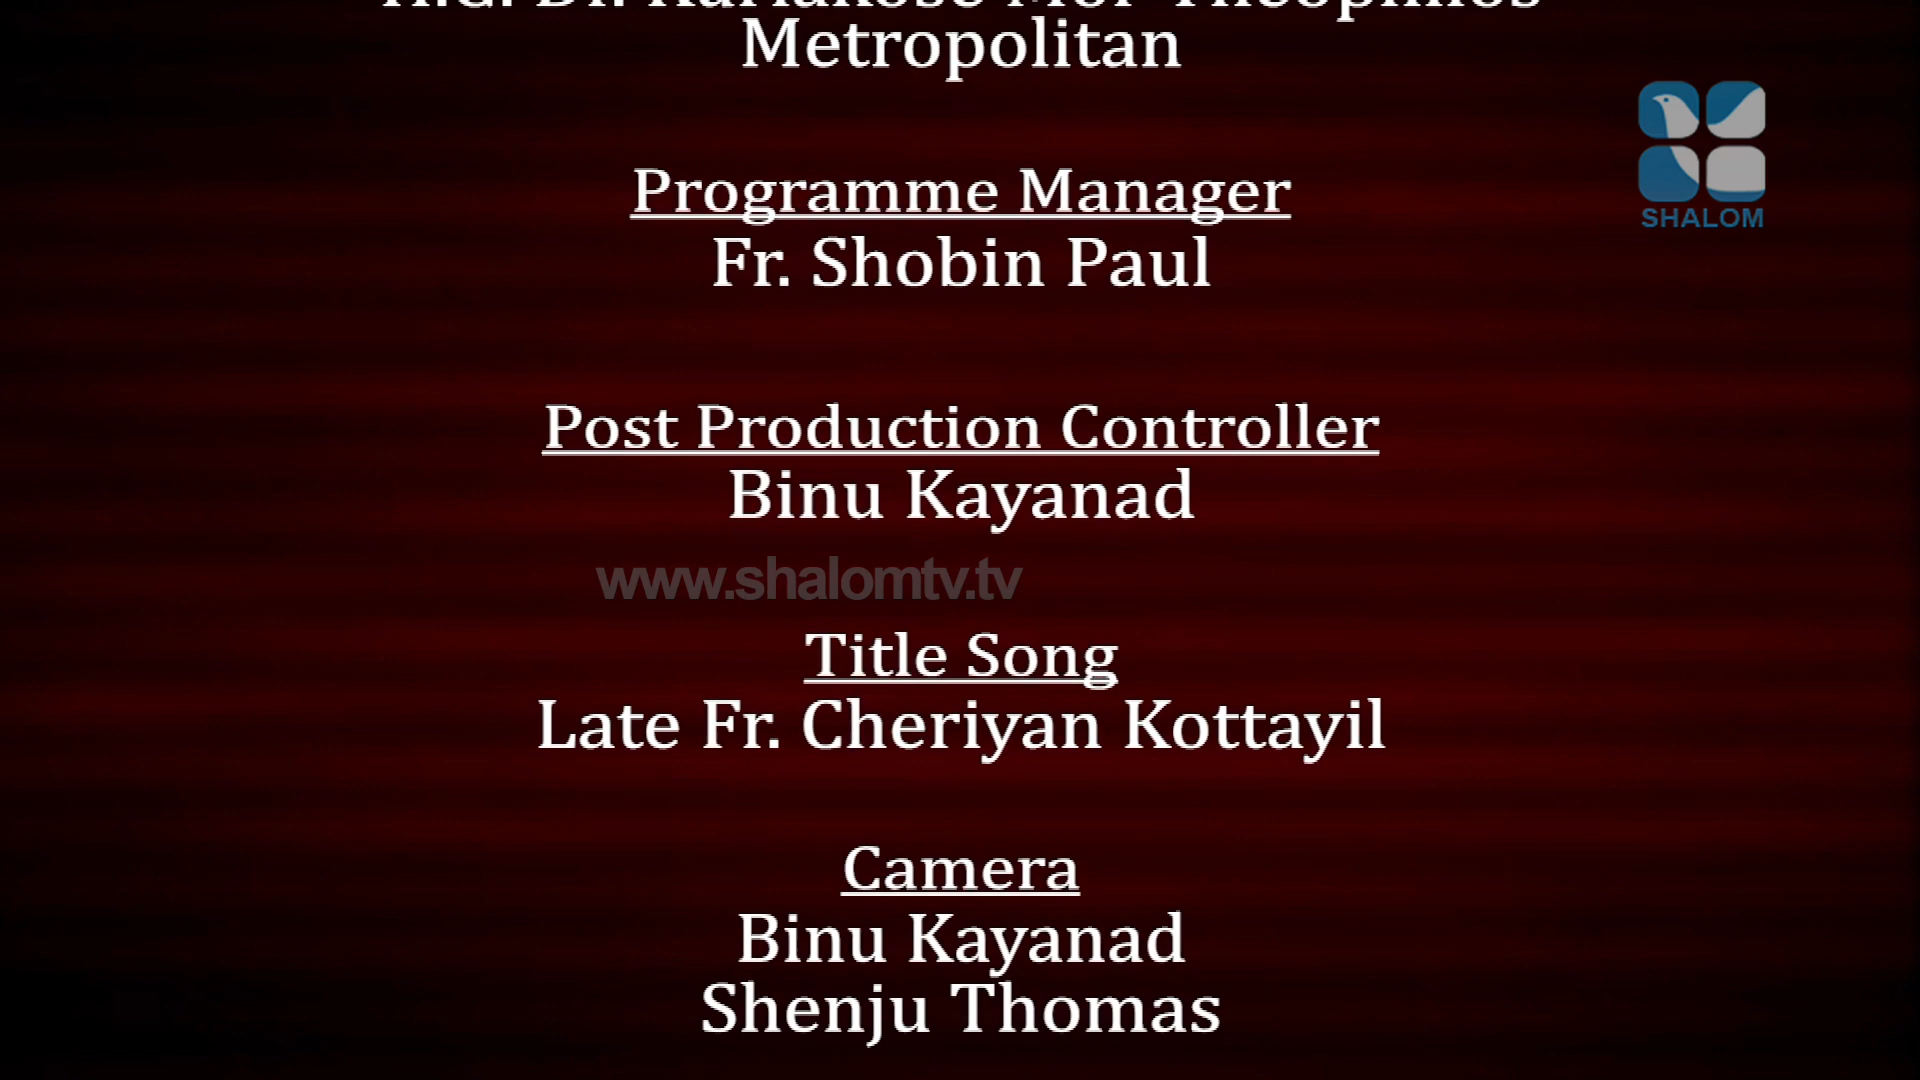 Metropolitan
SHALOM
Programme Manager
Fr. Shobin Paul
Post Production Controller
Binu Kayanad
www.shalomtv.tv
Title Song
Late Fr. Cheriyan Kottayil
Camera
Binu Kayanad
Shenju Thomas